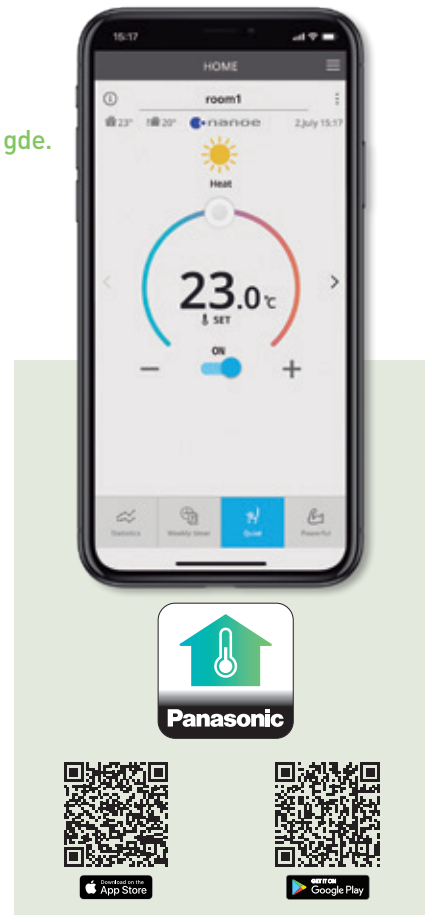 gde.
15:17
HOME
room1
23° 20° nanoe 2,July 15:17
Heat
23.0°C
SET
ON
− +
Statistics Weekly timer Quiet Powerful
Panasonic
Download on the
App Store
GET IT ON
Google Play